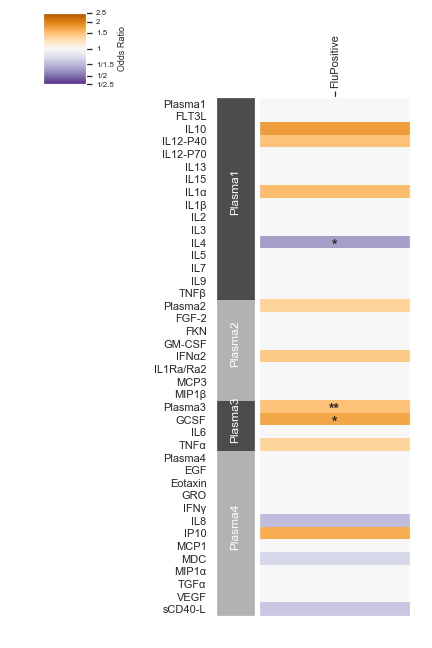 2.5
2
1.5
1
1/1.5
1/2
1/2.5
Odds Ratio
FluPositive
Plasma1
FLT3L
IL10
IL12-P40
IL12-P70
IL13
IL15
IL1α
IL1β
IL2
IL3
IL4 *
IL5
IL7
IL9
TNFβ
Plasma1
Plasma2
FGF-2
FKN
GM-CSF
IFNα2
IL1Ra/Ra2
MCP3
MIP1β
Plasma2
Plasma3 **
GCSF *
IL6
TNFα
Plasma3
Plasma4
EGF
Eotaxin
GRO
IFNγ
IL8
IP10
MCP1
MDC
MIP1α
TGFα
VEGF
sCD40-L
Plasma4